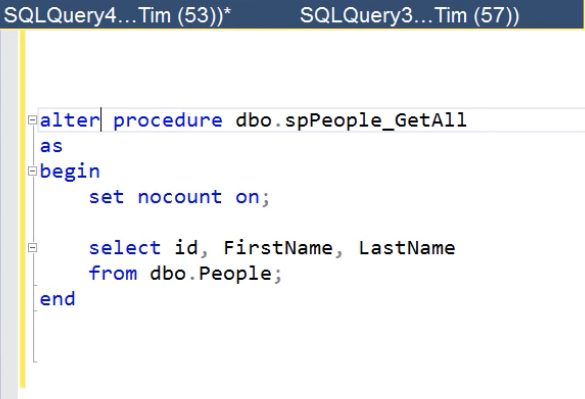 SQLQuery4...Tim (53))* SQLQuery3...Tim (57))
alter procedure dbo.spPeople_GetAll
as
begin
set nocount on;
select id, FirstName, LastName
from dbo.People;
end